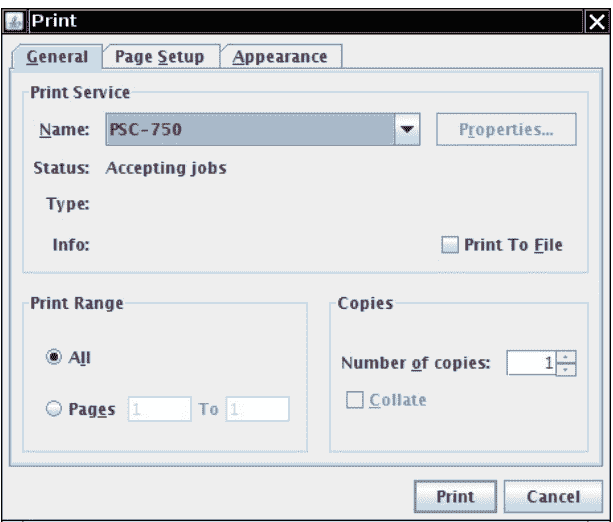 Print
General Page Setup Appearance
Print Service
Name: PSC-750 Properties...
Status: Accepting jobs
Type:
Info: Print To File
Print Range Copies
All
Number of copies: 1
Collate
Pages 1 To 1
Print Cancel